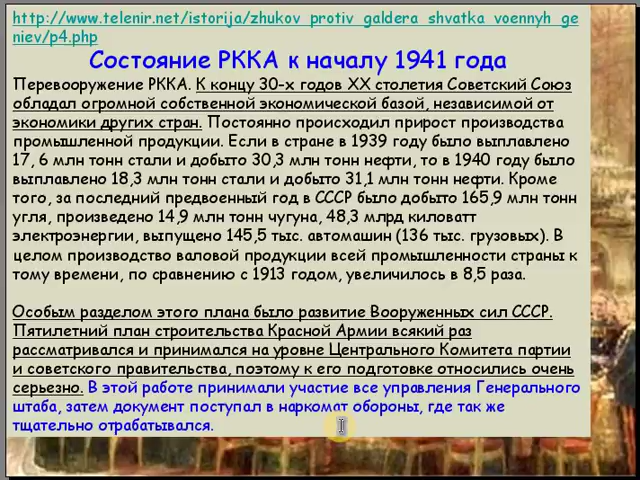 http://www.telenir.net/istorija/zhukov_protiv_galdera_shvatka_voennyh_ge
niev/p4.php
Состояние РККА к началу 1941 года
Перевооружение РККА. К концу 30-х годов XX столетия Советский Союз
обладал огромной собственной экономической базой, независимой от
экономики других стран. Постоянно происходил прирост производства
промышленной продукции. Если в стране в 1939 году было выплавлено
17, 6 млн тонн стали и добыто 30,3 млн тонн нефти, то в 1940 году было
выплавлено 18,3 млн тонн стали и добыто 31,1 млн тонн нефти. Кроме
того, за последний предвоенный год в СССР было добыто 165,9 млн тонн
угля, произведено 14,9 млн тонн чугуна, 48,3 млрд киловатт
электроэнергии, выпущено 145,5 тыс. автомашин (136 тыс. грузовых). В
целом производство валовой продукции всей промышленности страны к
тому времени, по сравнению с 1913 годом, увеличилось в 8,5 раза.
Особым разделом этого плана было развитие Вооруженных сил СССР.
Пятилетний план строительства Красной Армии всякий раз
рассматривался и принимался на уровне Центрального Комитета партии
и советского правительства, поэтому к его подготовке относились очень
серьезно. В этой работе принимали участие все управления Генерального
штаба, затем документ поступал в наркомат обороны, где так же
тщательно отрабатывался.